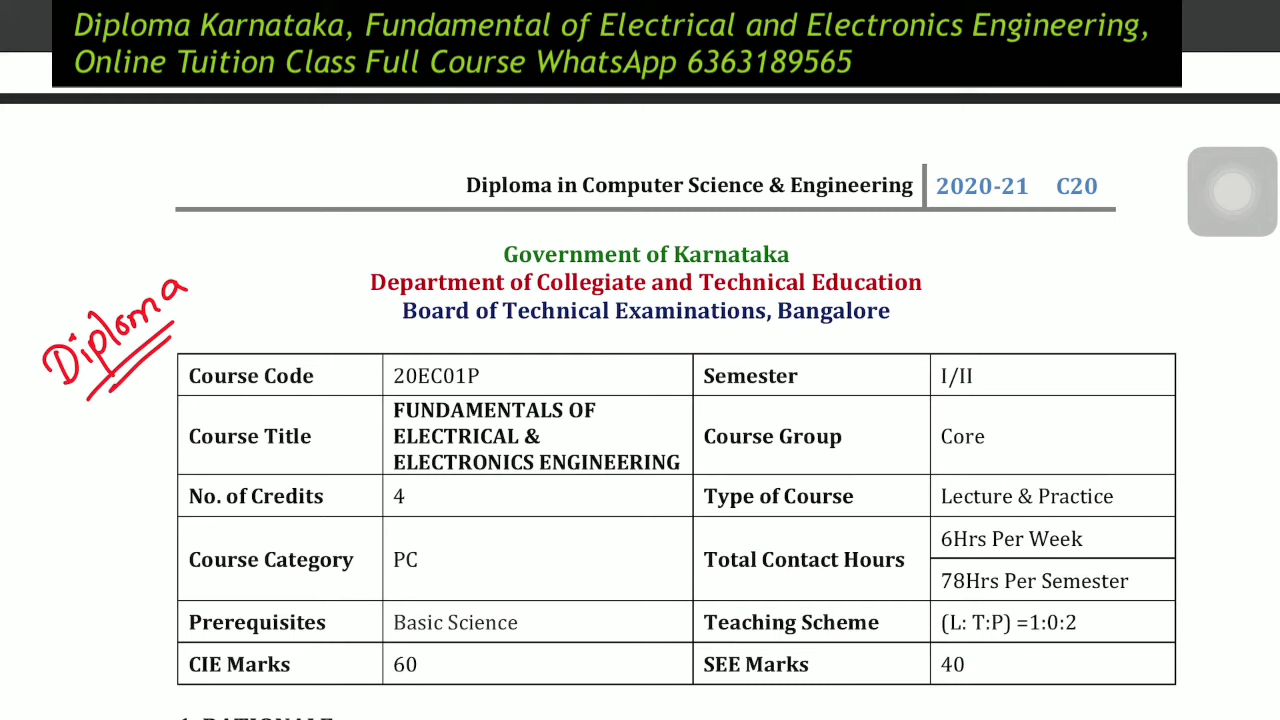 Diploma Karnataka, Fundamental of Electrical and Electronics Engineering,
Online Tuition Class Full Course WhatsApp 6363189565
Diploma in Computer Science & Engineering 2020-21 C20
Government of Karnataka
Department of Collegiate and Technical Education
Board of Technical Examinations, Bangalore
Diploma
Course Code 20EC01P Semester I/II
Course Title FUNDAMENTALS OF
ELECTRICAL &
ELECTRONICS ENGINEERING Course Group Core
No. of Credits 4 Type of Course Lecture & Practice
Course Category PC Total Contact Hours 6Hrs Per Week
78Hrs Per Semester
Prerequisites Basic Science Teaching Scheme (L: T:P) =1:0:2
CIE Marks 60 SEE Marks 40
1. RATIONALE